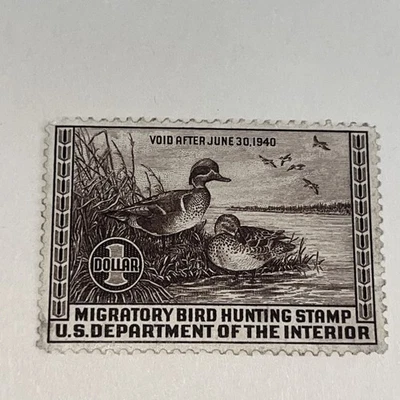 VOID AFTER JUNE 30, 1940
1
DOLLAR
MIGRATORY BIRD HUNTING STAMP
U.S. DEPARTMENT OF THE INTERIOR